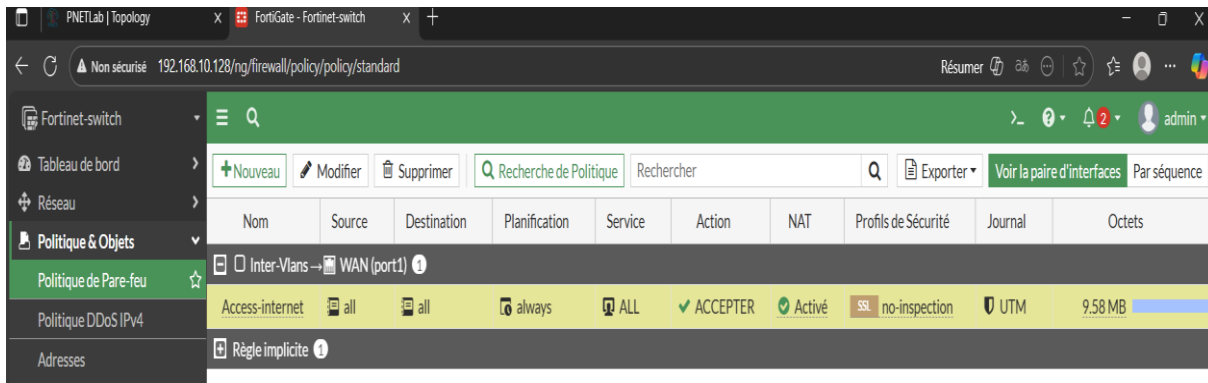 PNETLab | Topology X FortiGate - Fortinet-switch X +
Non sécurisé 192.168.10.128/ng/firewall/policy/policy/standard Résumer
Fortinet-switch >_ 2 admin
Tableau de bord
+Nouveau Modifier Supprimer Recherche de Politique Rechercher Exporter Voir la paire d'interfaces Par séquence
Réseau
Nom Source Destination Planification Service Action NAT Profils de Sécurité Journal Octets
Politique & Objets
Inter-Vlans → WAN (port1) 1
Politique de Pare-feu
Access-internet all all always ALL ACCEPTER Activé SSL no-inspection UTM 9.58 MB
Politique DDoS IPv4
Règle implicite 1
Adresses